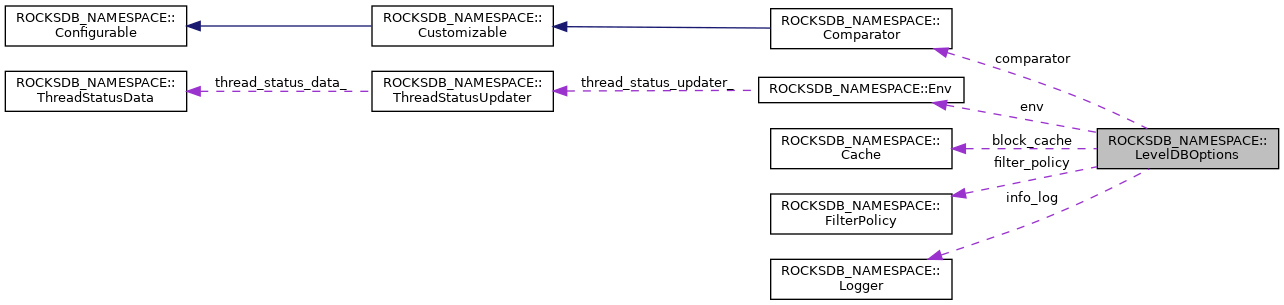 ROCKSDB_NAMESPACE::
Configurable
ROCKSDB_NAMESPACE::
Customizable
ROCKSDB_NAMESPACE::
Comparator
comparator
ROCKSDB_NAMESPACE::
ThreadStatusData
thread_status_data_
ROCKSDB_NAMESPACE::
ThreadStatusUpdater
thread_status_updater_
ROCKSDB_NAMESPACE::Env
env
ROCKSDB_NAMESPACE::
Cache
block_cache
ROCKSDB_NAMESPACE::
LevelDBOptions
filter_policy
ROCKSDB_NAMESPACE::
FilterPolicy
info_log
ROCKSDB_NAMESPACE::
Logger